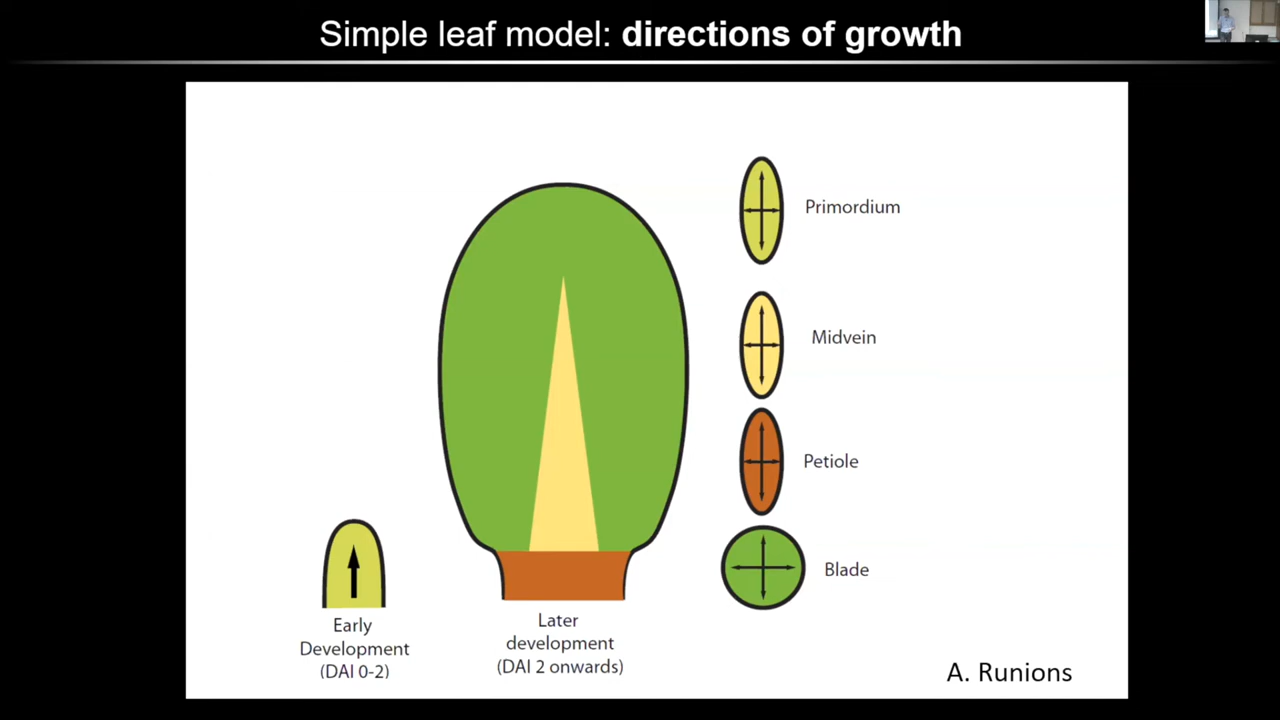 Simple leaf model: directions of growth
Primordium
Midvein
Petiole
Blade
Early
Development
(DAI 0-2)
Later
development
(DAI 2 onwards)
A. Runions